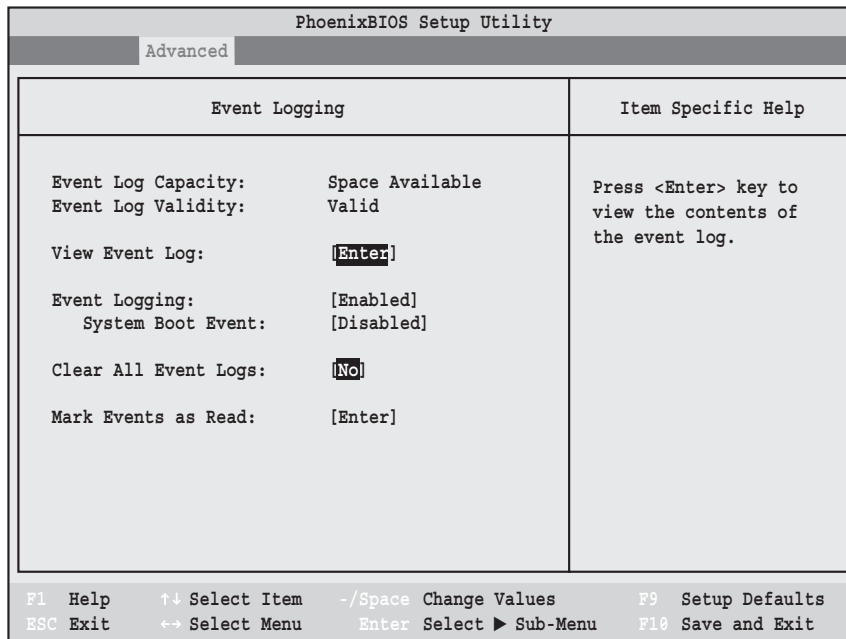 PhoenixBIOS Setup Utility
Advanced
Event Logging
Item Specific Help
Event Log Capacity: Space Available
Event Log Validity: Valid
View Event Log: [Enter]
Event Logging: [Enabled]
System Boot Event: [Disabled]
Clear All Event Logs: [No]
Mark Events as Read: [Enter]
Press <Enter> key to
view the contents of
the event log.
F1 Help ↑↓ Select Item -/Space Change Values F9 Setup Defaults
ESC Exit ←→ Select Menu Enter Select ▶ Sub-Menu F10 Save and Exit